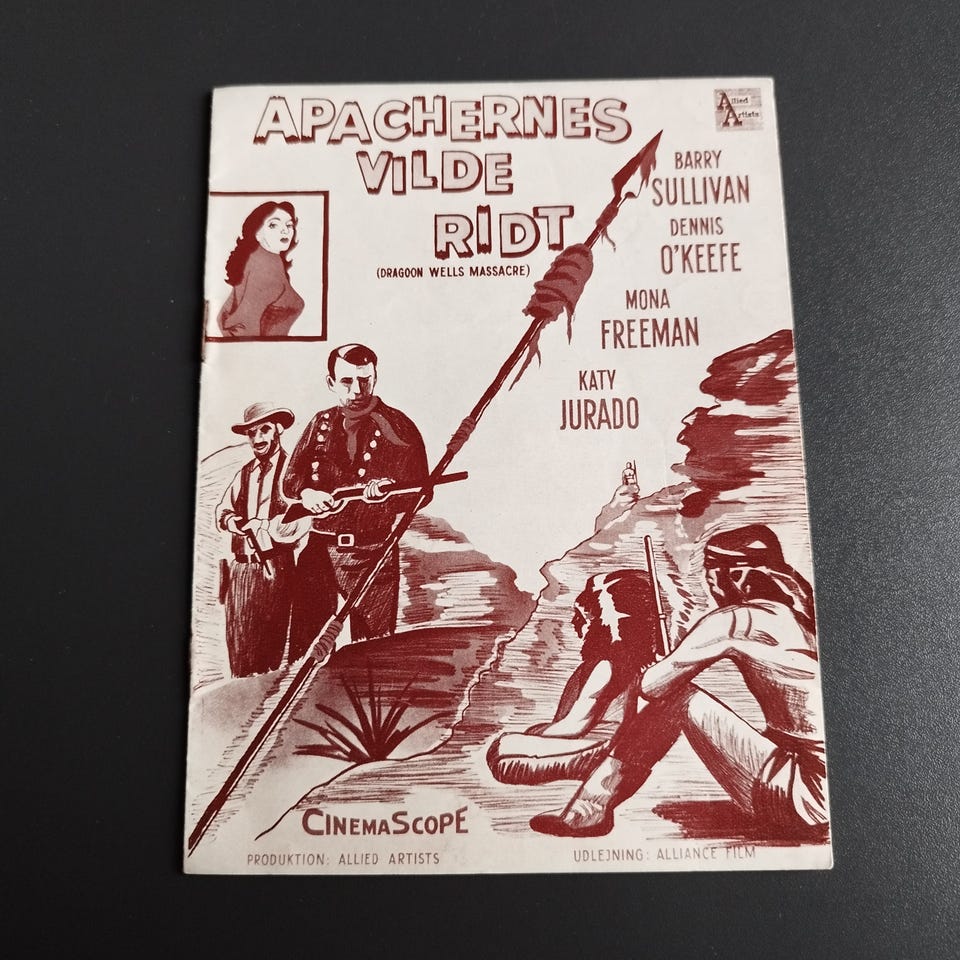 APACHERNES
VILDE
RIDT
(DRAGOON WELLS MASSACRE)
Allied
Artists
BARRY
SULLIVAN
DENNIS
O'KEEFE
MONA
FREEMAN
KATY
JURADO
CINEMASCOPE
PRODUKTION: ALLIED ARTISTS
UDLEJNING: ALLIANCE FILM